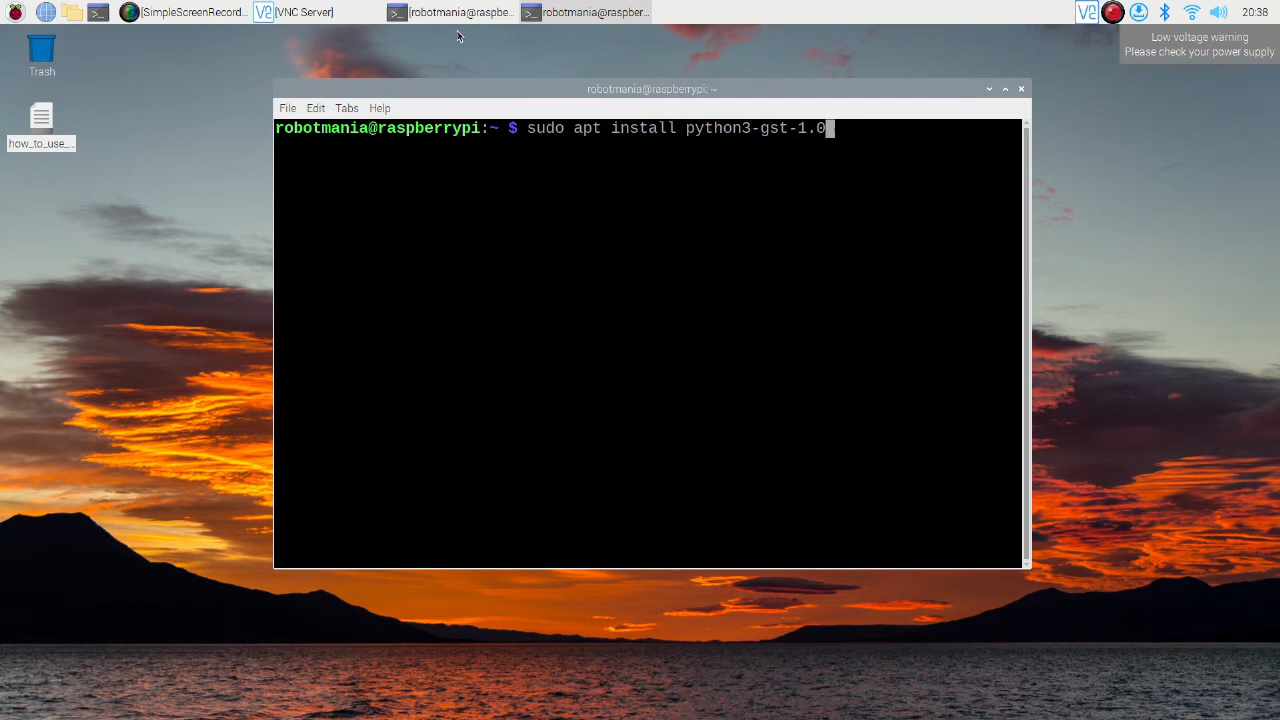 [SimpleScreenRecord...
[VNC Server]
[robotmania@raspbe...
robotmania@raspber...
20:38
Low voltage warning
Please check your power supply
Trash
how_to_use_...
robotmania@raspberrypi: ~
File Edit Tabs Help
robotmania@raspberrypi:~ $ sudo apt install python3-gst-1.0